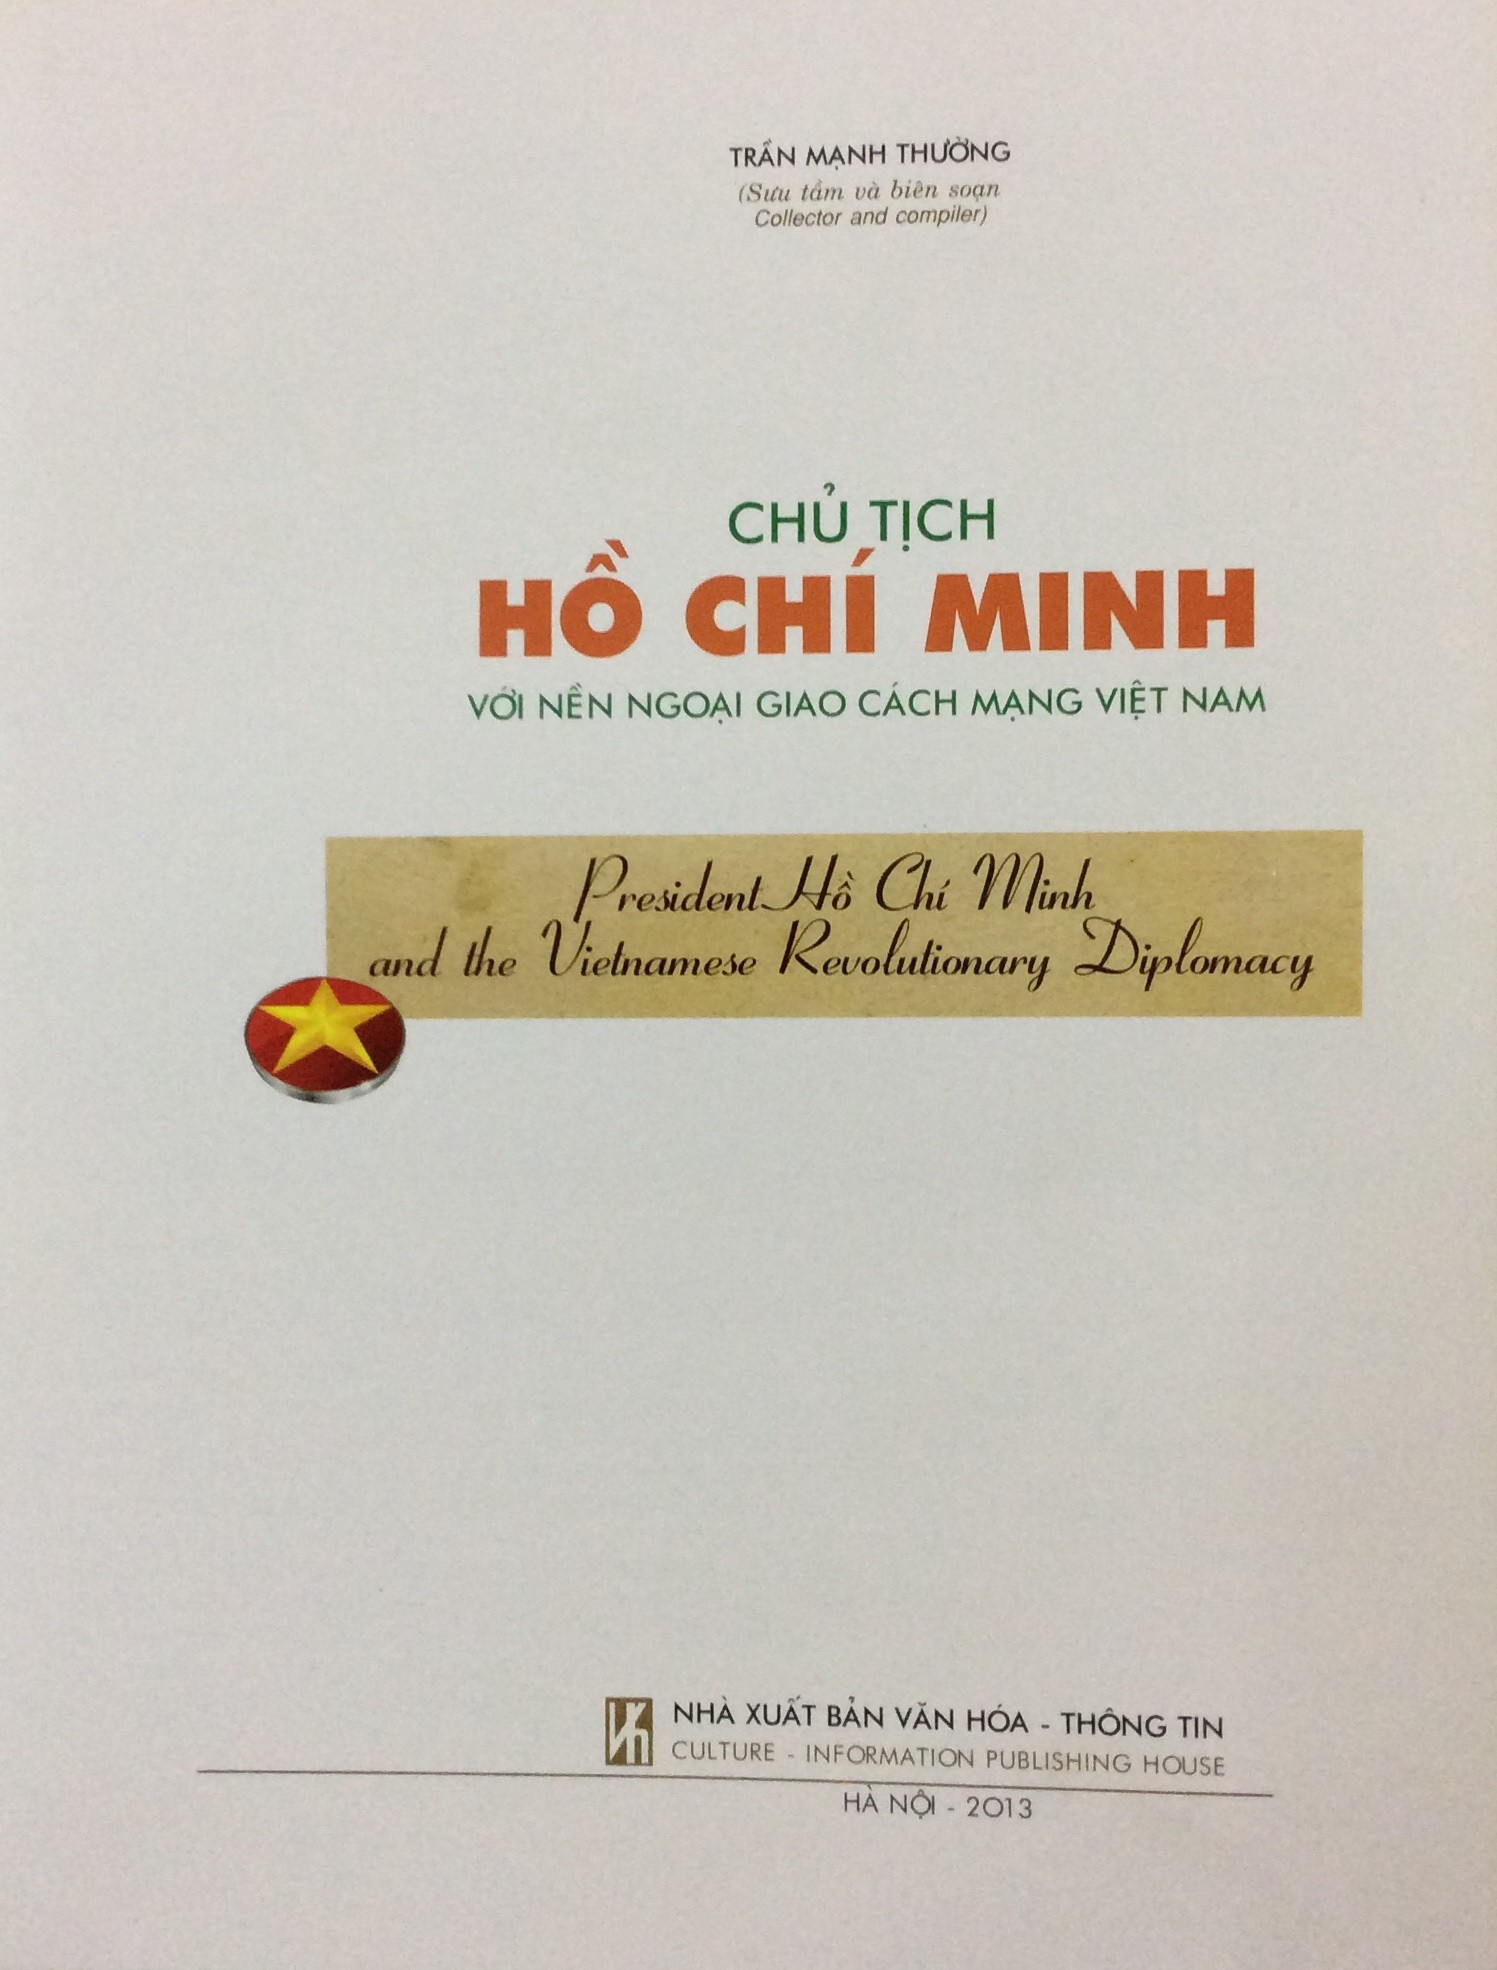 TRẦN MẠNH THƯỜNG
(Sưu tầm và biên soạn
Collector and compiler)
CHỦ TỊCH
HỒ CHÍ MINH
VỚI NỀN NGOẠI GIAO CÁCH MẠNG VIỆT NAM
President Hồ Chí Minh
and the Vietnamese Revolutionary Diplomacy
NHÀ XUẤT BẢN VĂN HÓA - THÔNG TIN
CULTURE - INFORMATION PUBLISHING HOUSE
HÀ NỘI - 2013